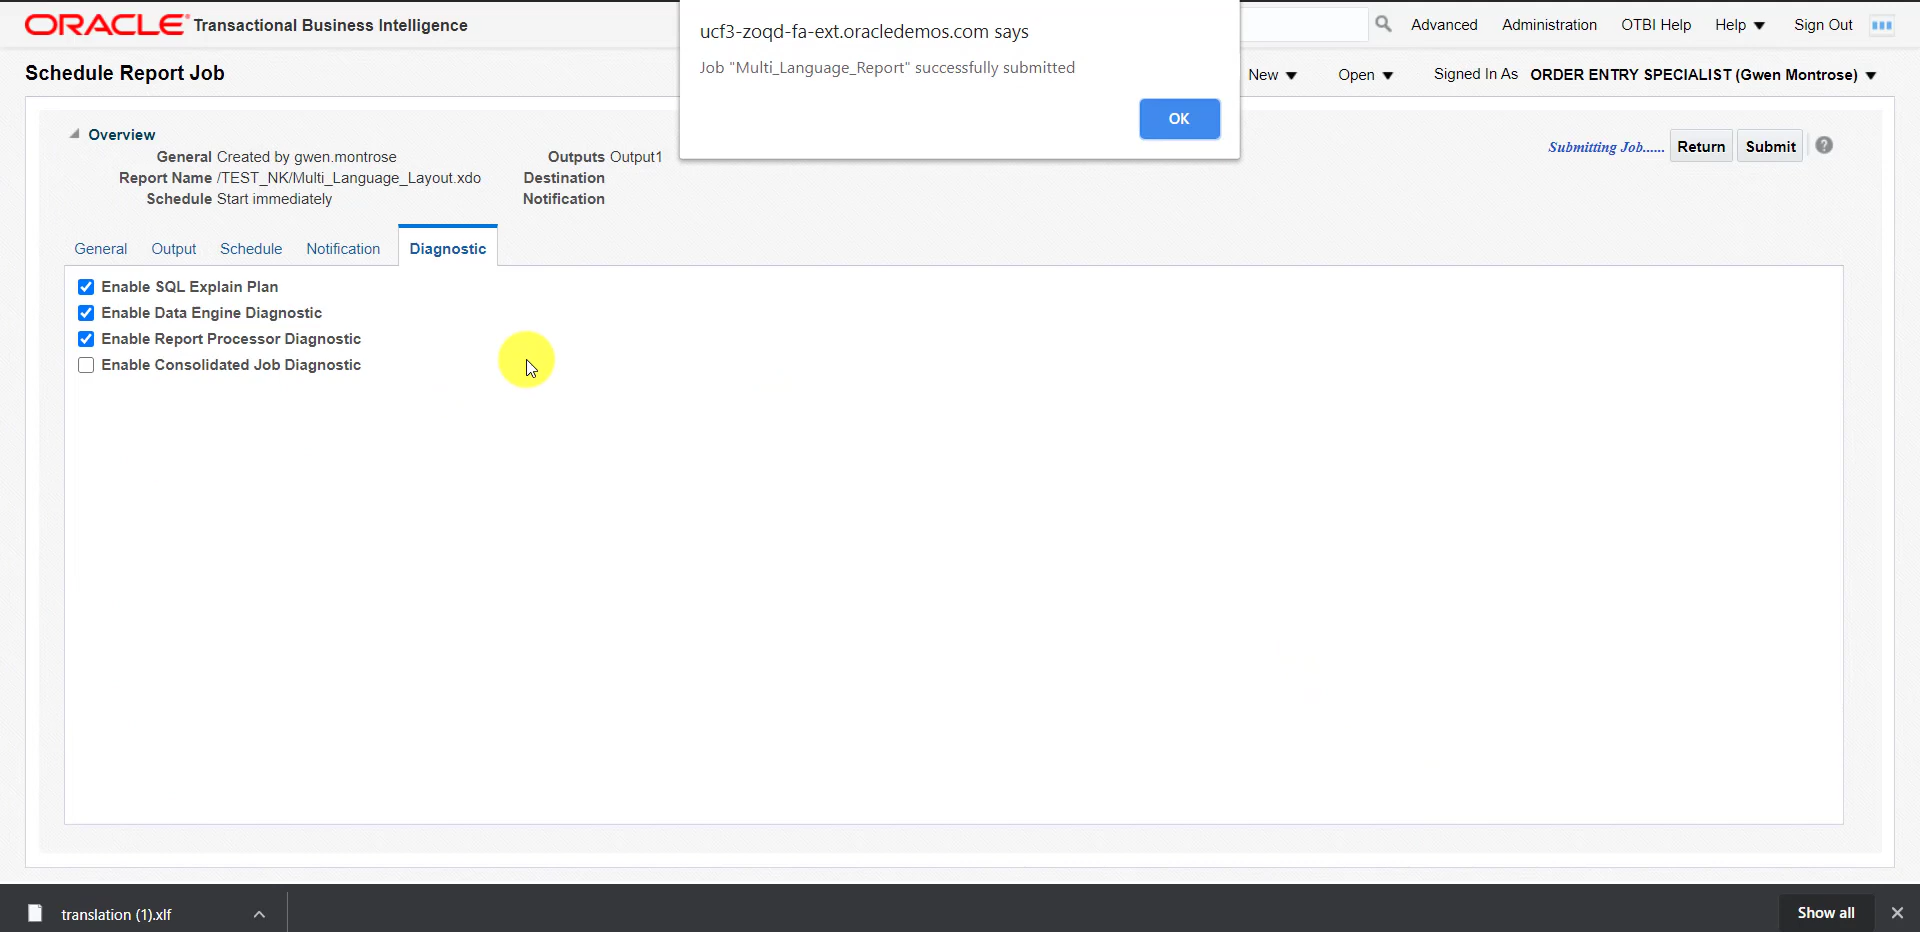 ORACLE Transactional Business Intelligence
ucf3-zoqd-fa-ext.oracledemos.com says
Job "Multi_Language_Report" successfully submitted
OK
Advanced Administration OTBI Help Help Sign Out
Schedule Report Job
New Open Signed In As ORDER ENTRY SPECIALIST (Gwen Montrose)
Overview
General Created by gwen.montrose
Report Name /TEST_NK/Multi_Language_Layout.xdo
Schedule Start immediately
Outputs Output1
Destination
Notification
Submitting Job...... Return Submit ?
General Output Schedule Notification Diagnostic
Enable SQL Explain Plan
Enable Data Engine Diagnostic
Enable Report Processor Diagnostic
Enable Consolidated Job Diagnostic
translation (1).xlf
Show all